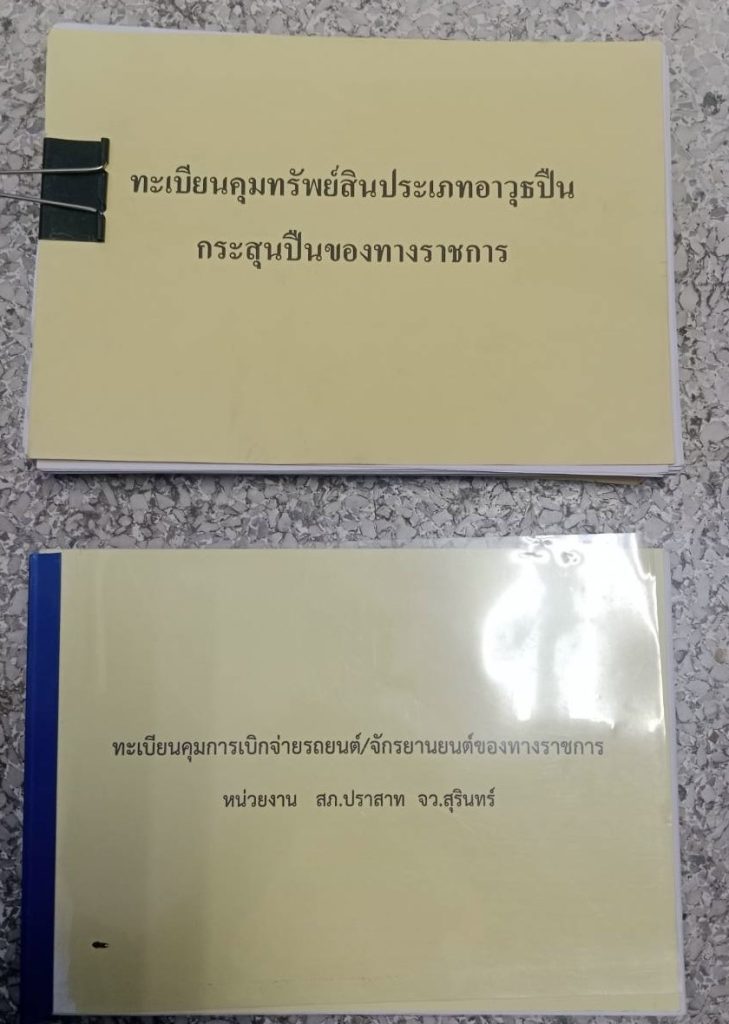 ทะเบียนคุมทรัพย์สินประเภทอาวุธปืน
กระสุนปืนของทางราชการ
ทะเบียนคุมการเบิกจ่ายรถยนต์/จักรยานยนต์ของทางราชการ
หน่วยงาน สภ.ปราสาท จว.สุรินทร์